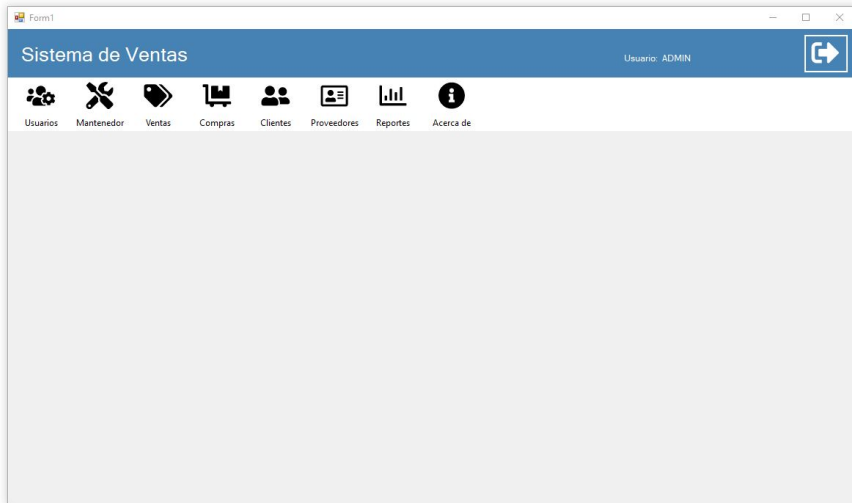 Form1
Sistema de Ventas
Usuario: ADMIN
Usuarios Mantenedor Ventas Compras Clientes Proveedores Reportes Acerca de